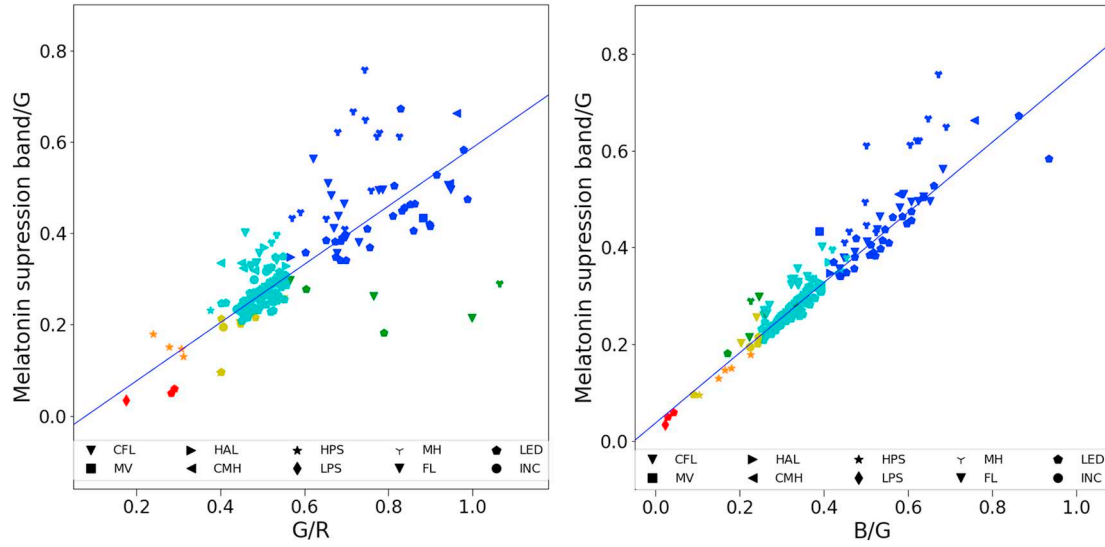 Melatonin supression band/G
0.8
0.6
0.4
0.2
0.0
CFL HAL HPS MH LED
MV CMH LPS FL INC
0.2 0.4 0.6 0.8 1.0
G/R
Melatonin supression band/G
0.8
0.6
0.4
0.2
0.0
CFL HAL HPS MH LED
MV CMH LPS FL INC
0.0 0.2 0.4 0.6 0.8 1.0
B/G